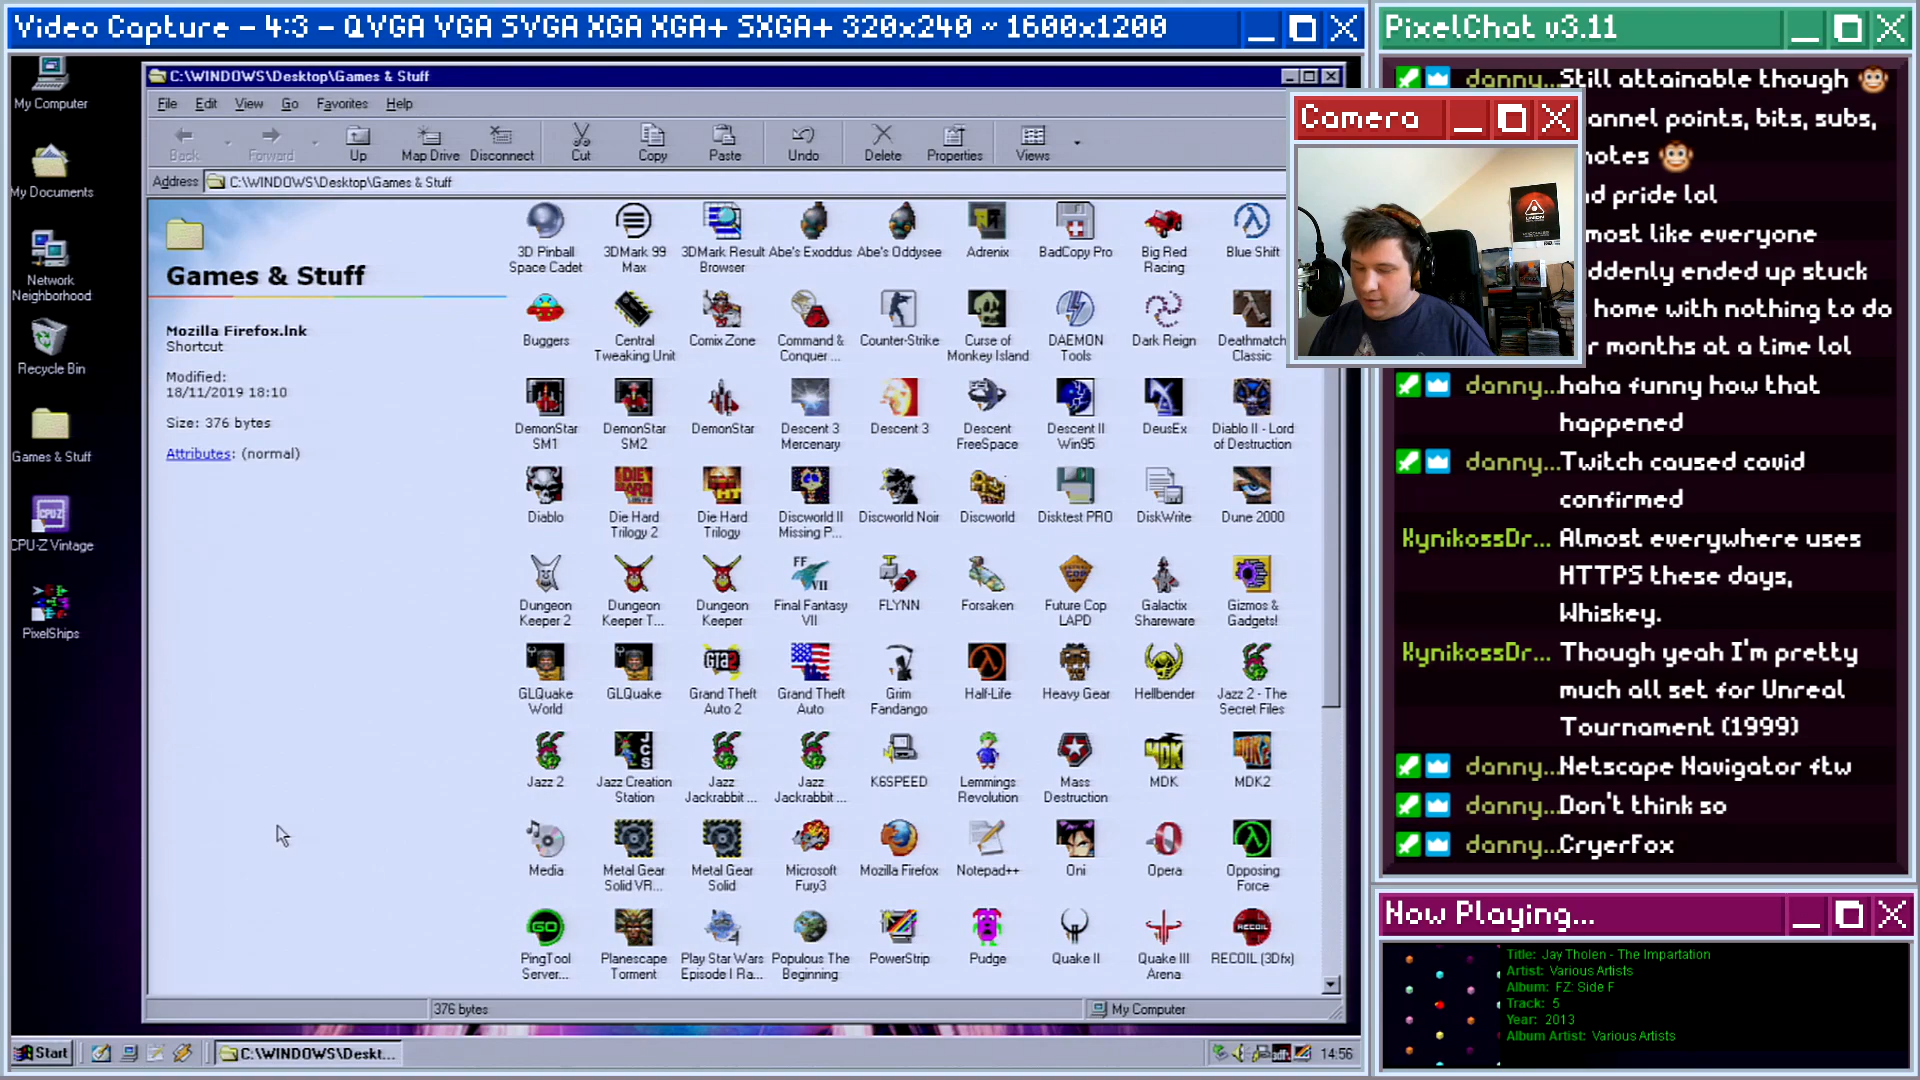 Video Capture - 4:3 - QVGA VGA SVGA XGA XGA+ SXGA+ 320x240 ~ 1600x1200
My Computer
My Documents
Network
Neighborhood
Recycle Bin
Games & Stuff
CPU-Z
CPU-Z Vintage
PixelShips
C:\WINDOWS\Desktop\Games & Stuff
File Edit View Go Favorites Help
Back Forward Up Map Drive Disconnect Cut Copy Paste Undo Delete Properties Views
Address C:\WINDOWS\Desktop\Games & Stuff
Games & Stuff
Mozilla Firefox.lnk
Shortcut
Modified:
18/11/2019 18:10
Size: 376 bytes
Attributes: (normal)
3D Pinball Space Cadet
3DMark 99 Max
3DMark Result Browser
Abe's Exoddus
Abe's Oddysee
Adrenix
BadCopy Pro
Big Red Racing
Blue Shift
Buggers
Central Tweaking Unit
Comix Zone
Command & Conquer ...
Counter-Strike
Curse of Monkey Island
DAEMON Tools
Dark Reign
Deathmatch Classic
DemonStar SM1
DemonStar SM2
DemonStar
Descent 3 Mercenary
Descent 3
Descent FreeSpace
Descent II Win95
DeusEx
Diablo II - Lord of Destruction
Diablo
Die Hard Trilogy 2
Die Hard Trilogy
Discworld II Missing P...
Discworld Noir
Discworld
Disktest PRO
DiskWrite
Dune 2000
Dungeon Keeper 2
Dungeon Keeper T...
Dungeon Keeper
Final Fantasy VII
FLYNN
Forsaken
Future Cop LAPD
Galactix Shareware
Gizmos & Gadgets!
GLQuake World
GLQuake
Grand Theft Auto 2
Grand Theft Auto
Grim Fandango
Half-Life
Heavy Gear
Hellbender
Jazz 2 - The Secret Files
Jazz 2
Jazz Creation Station
Jazz Jackrabbit ...
Jazz Jackrabbit ...
K6SPEED
Lemmings Revolution
Mass Destruction
MDK
MDK2
Media
Metal Gear Solid VR...
Metal Gear Solid
Microsoft Fury3
Mozilla Firefox
Notepad++
Oni
Opera
Opposing Force
PingTool Server...
Planescape Torment
Play Star Wars Episode I Ra...
Populous The Beginning
PowerStrip
Pudge
Quake II
Quake III Arena
RECOIL (3Dfx)
376 bytes
My Computer
Start
C:\WINDOWS\Deskt...
14:56
Camera
PixelChat v3.11
danny...Still attainable though
annel points, bits, subs,
notes
d pride lol
most like everyone
ddenly ended up stuck
home with nothing to do
r months at a time lol
danny...haha funny how that
happened
danny...Twitch caused covid
confirmed
KynikossDr... Almost everywhere uses
HTTPS these days,
Whiskey.
KynikossDr... Though yeah I'm pretty
much all set for Unreal
Tournament (1999)
danny...Netscape Navigator ftw
danny...Don't think so
danny...CryerFox
Now Playing...
Title: Jay Tholen - The Impartation
Artist: Various Artists
Album: FZ: Side F
Track: 5
Year: 2013
Album Artist: Various Artists